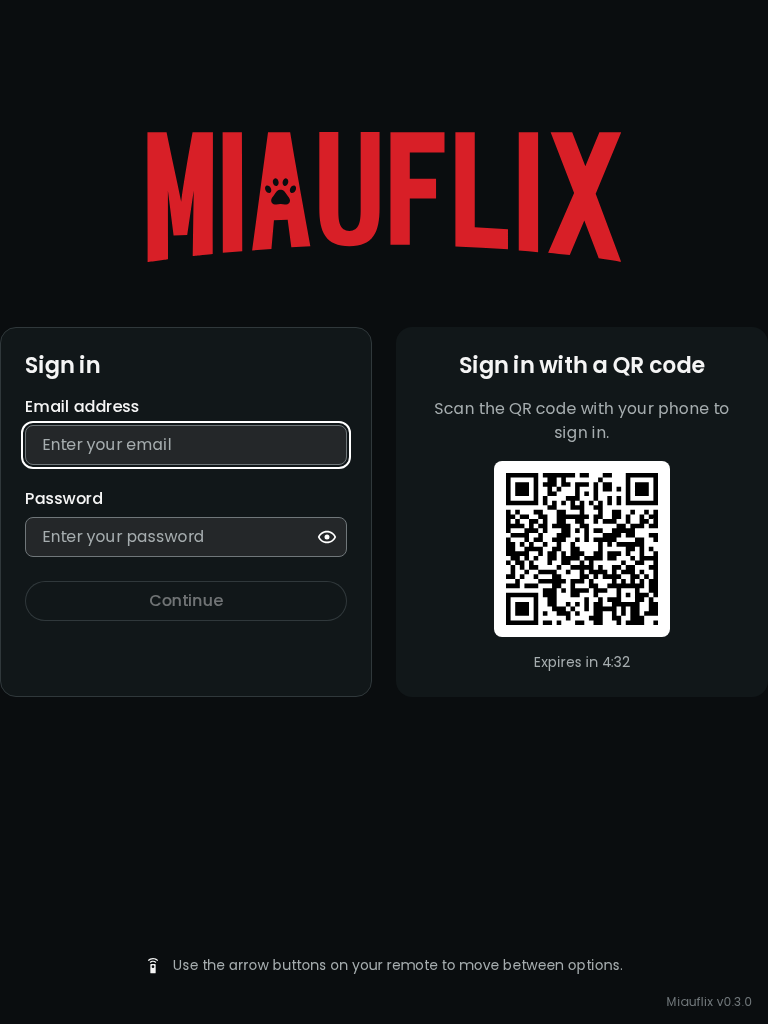 MIAUFLIX
Sign in
Email address
Enter your email
Password
Enter your password
Continue
Sign in with a QR code
Scan the QR code with your phone to
sign in.
Expires in 4:32
Use the arrow buttons on your remote to move between options.
Miauflix v0.3.0